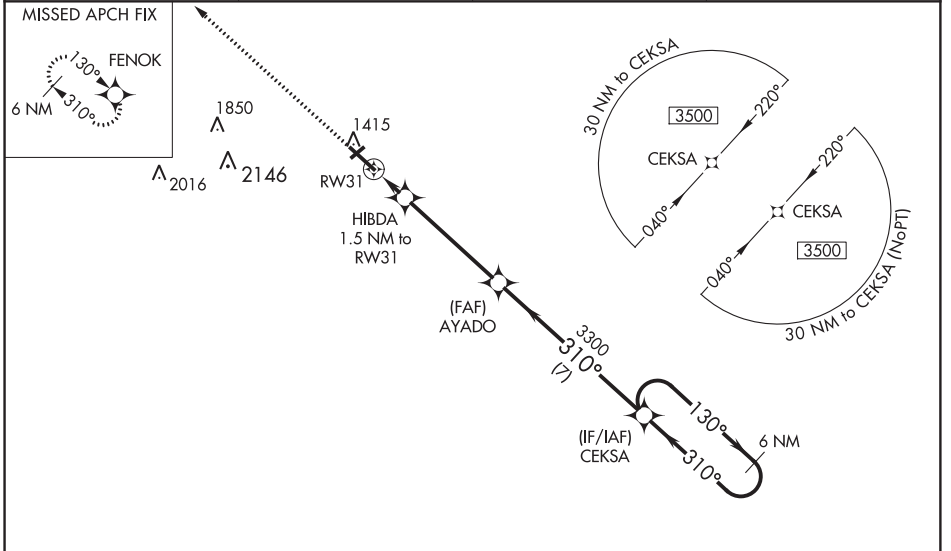 MISSED APCH FIX
FENOK
130°
310°
6 NM
1850
2016
2146
1415
RW31
HIBDA
1.5 NM to
RW31
(FAF)
AYADO
3300
310°
(7)
(IF/IAF)
CEKSA
130°
310°
6 NM
30 NM to CEKSA
3500
220°
CEKSA
040°
220°
CEKSA
040°
3500
30 NM to CEKSA (NoPT)